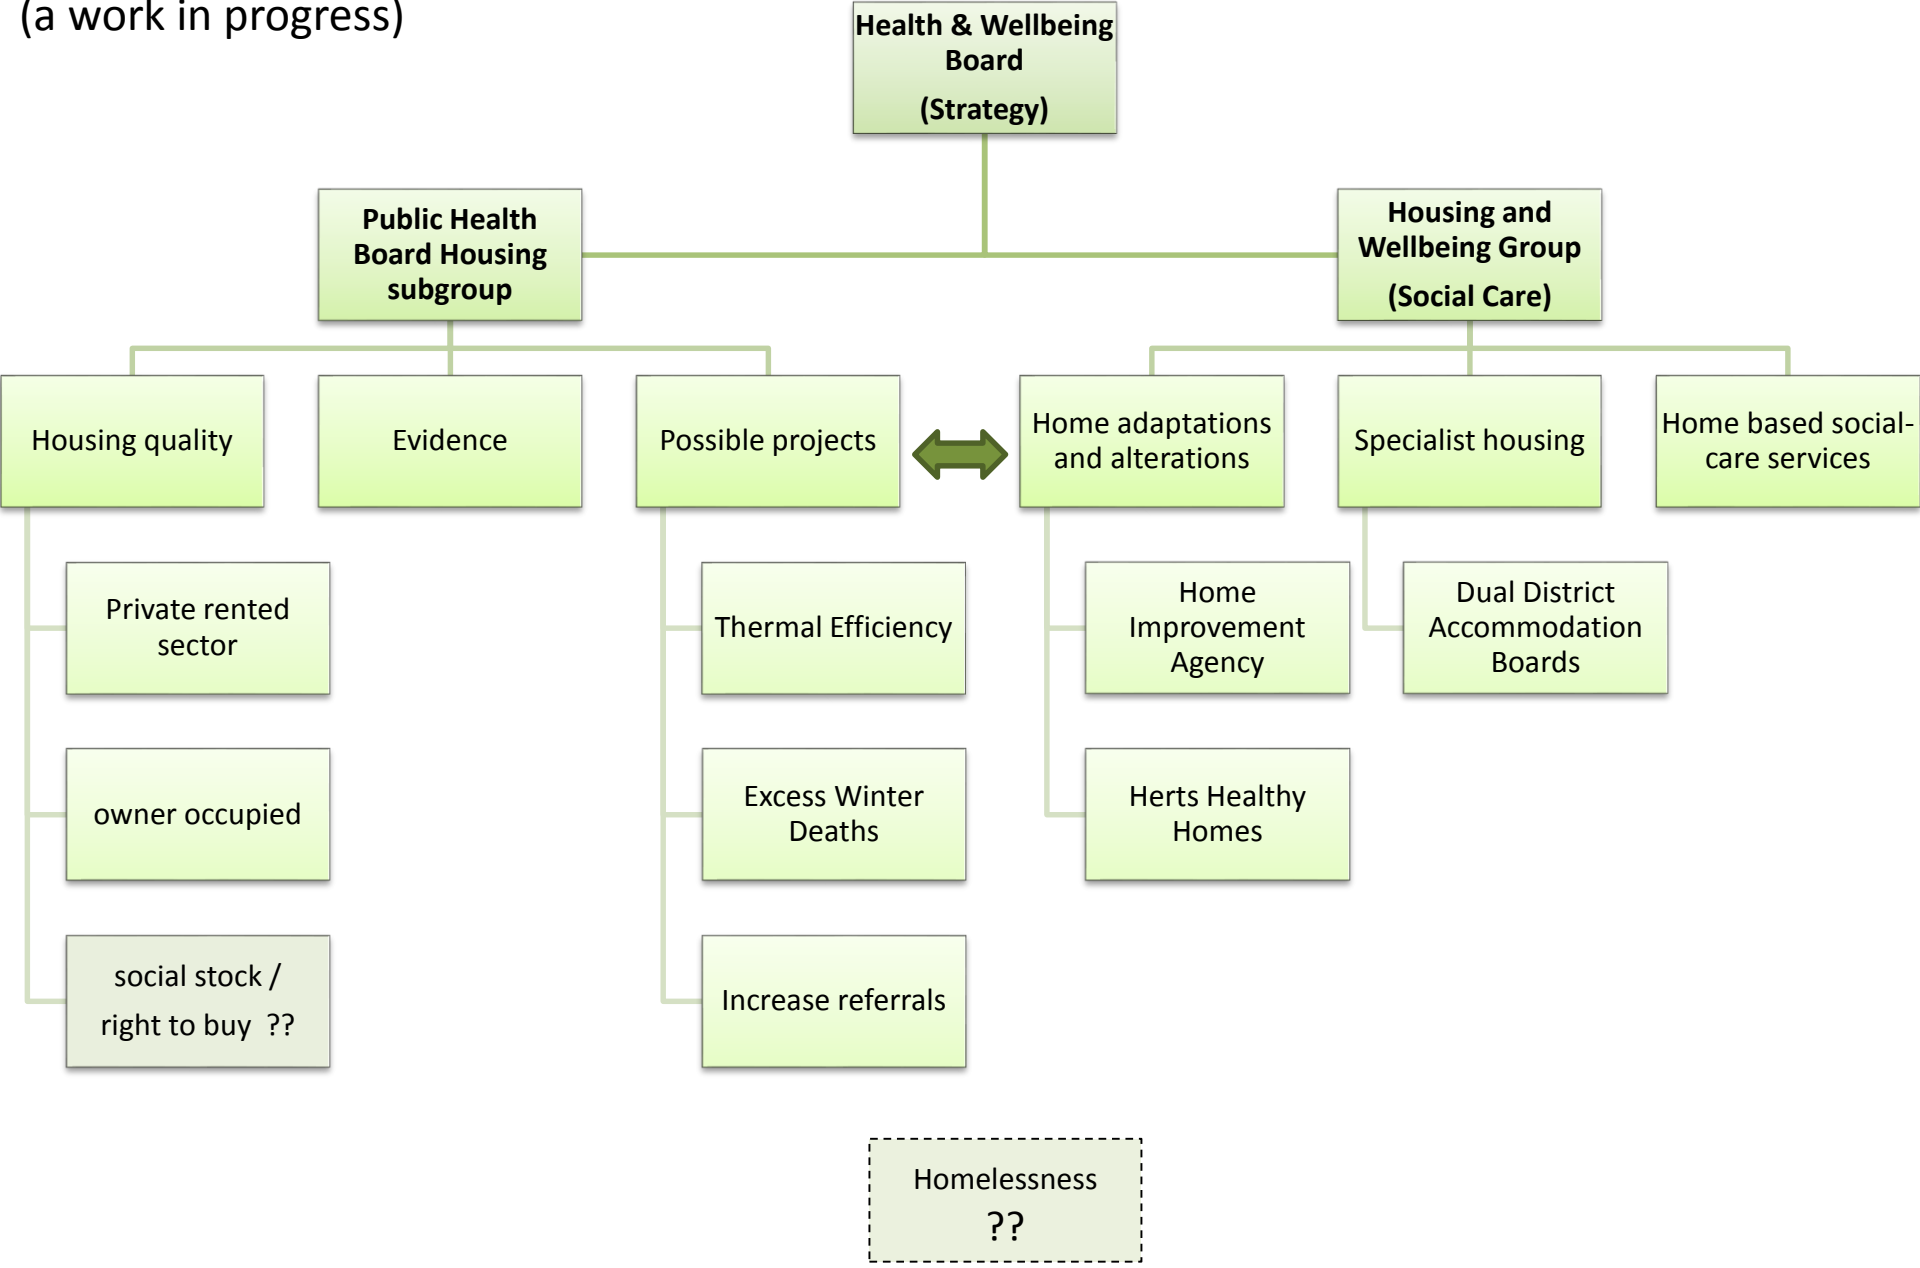 (a work in progress)
Health & Wellbeing
Board
(Strategy)
Public Health
Board Housing
subgroup
Housing and
Wellbeing Group
(Social Care)
Housing quality
Evidence
Possible projects
Home adaptations
and alterations
Specialist housing
Home based social-
care services
Private rented
sector
Thermal Efficiency
Home
Improvement
Agency
Dual District
Accommodation
Boards
owner occupied
Excess Winter
Deaths
Herts Healthy
Homes
social stock /
right to buy ??
Increase referrals
Homelessness
??